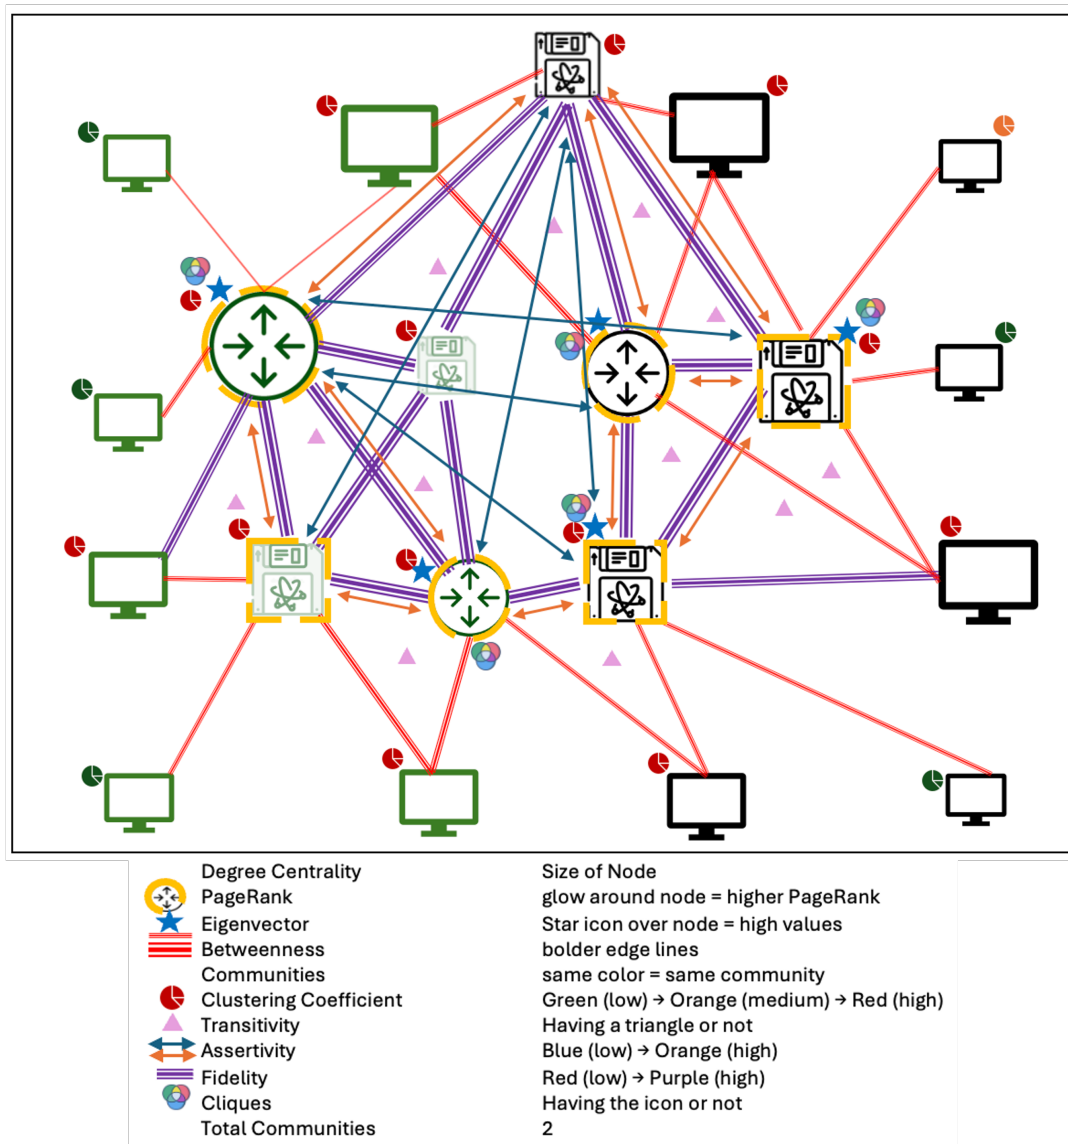 Degree Centrality Size of Node
PageRank glow around node = higher PageRank
Eigenvector Star icon over node = high values
Betweenness bolder edge lines
Communities same color = same community
Clustering Coefficient Green (low) → Orange (medium) → Red (high)
Transitivity Having a triangle or not
Assertivity Blue (low) → Orange (high)
Fidelity Red (low) → Purple (high)
Cliques Having the icon or not
Total Communities 2